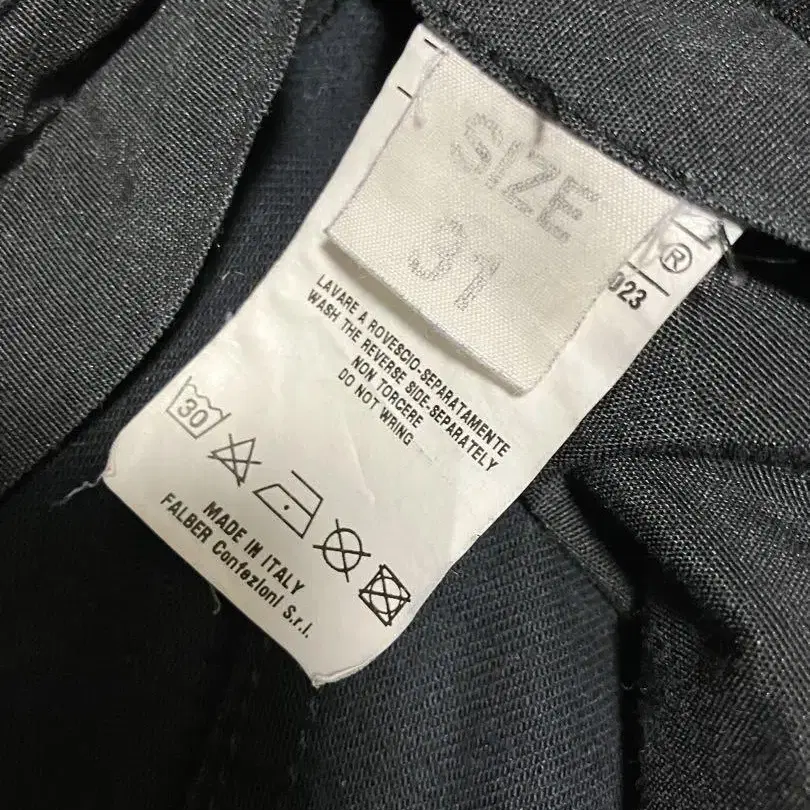 SIZE
31
®
023
LAVARE A ROVESCIO-SEPARATAMENTE
WASH THE REVERSE SIDE-SEPARATELY
NON TORCERE
DO NOT WRING
30
MADE IN ITALY
FALBER Confezioni S.r.l.